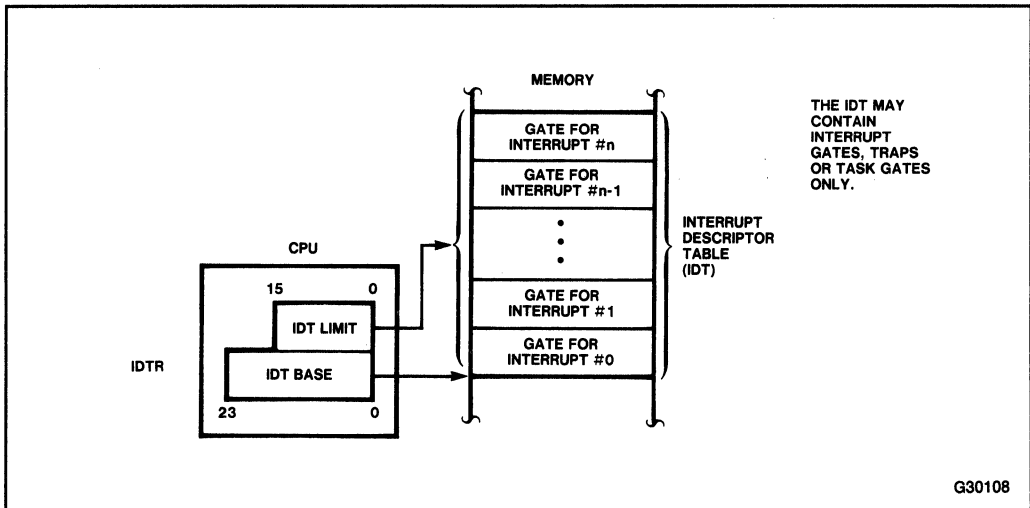 MEMORY
GATE FOR
INTERRUPT #n
GATE FOR
INTERRUPT #n-1
GATE FOR
INTERRUPT #1
GATE FOR
INTERRUPT #0
THE IDT MAY
CONTAIN
INTERRUPT
GATES, TRAPS
OR TASK GATES
ONLY.
INTERRUPT
DESCRIPTOR
TABLE
(IDT)
CPU
15 0
IDT LIMIT
IDTR
IDT BASE
23 0
G30108